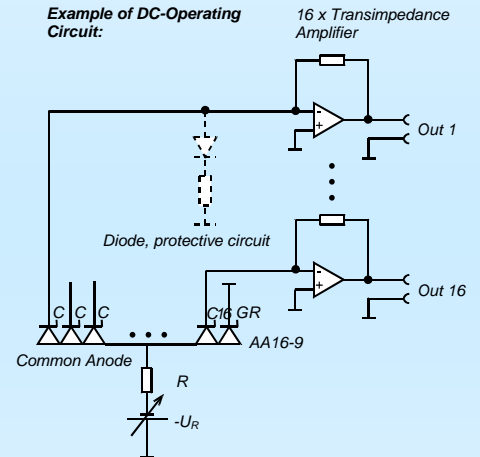 Example of DC-Operating
Circuit:
16 x Transimpedance
Amplifier
-
+
Out 1
Diode, protective circuit
-
+
Out 16
C C C C16 GR
AA16-9
Common Anode
R
-UR